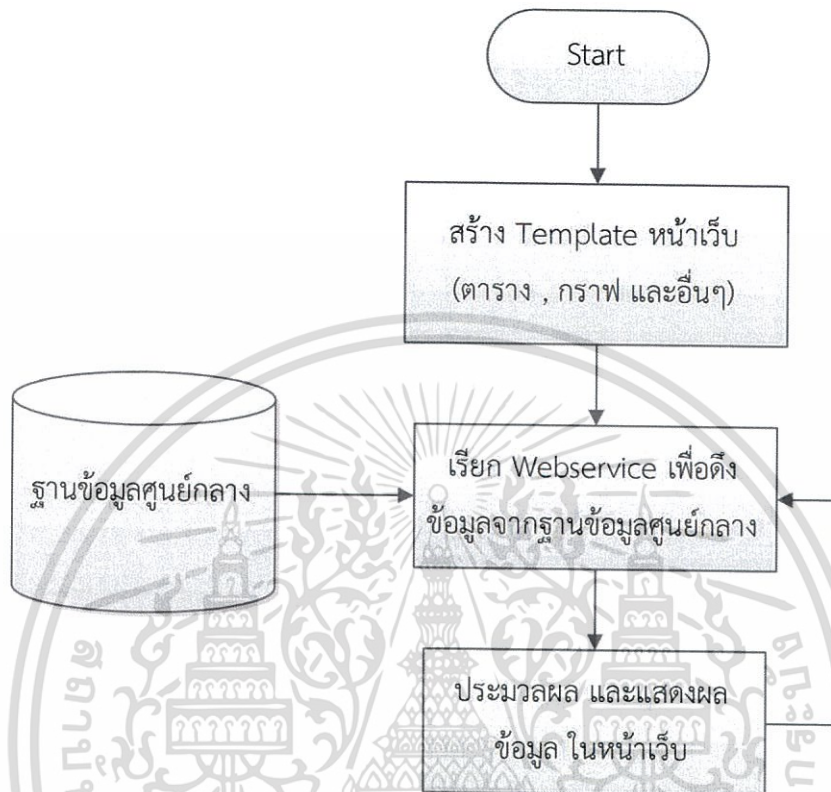 Start
สร้าง Template หน้าเว็บ
(ตาราง , กราฟ และอื่นๆ)
ฐานข้อมูลศูนย์กลาง
เรียก Webservice เพื่อดึง
ข้อมูลจากฐานข้อมูลศูนย์กลาง
ประมวลผล และแสดงผล
ข้อมูล ในหน้าเว็บ